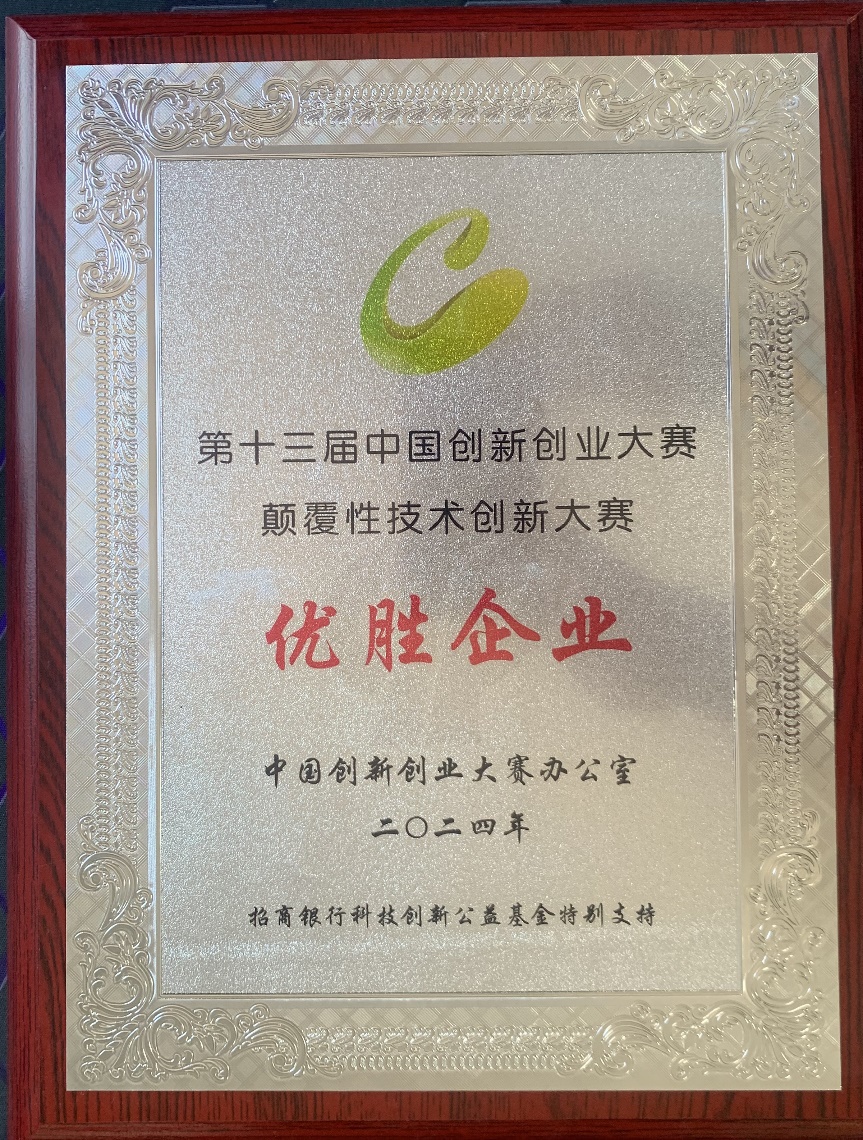 第十三届中国创新创业大赛
颠覆性技术创新大赛
优胜企业
中国创新创业大赛办公室
二〇二四年
招商银行科技创新公益基金特别支持